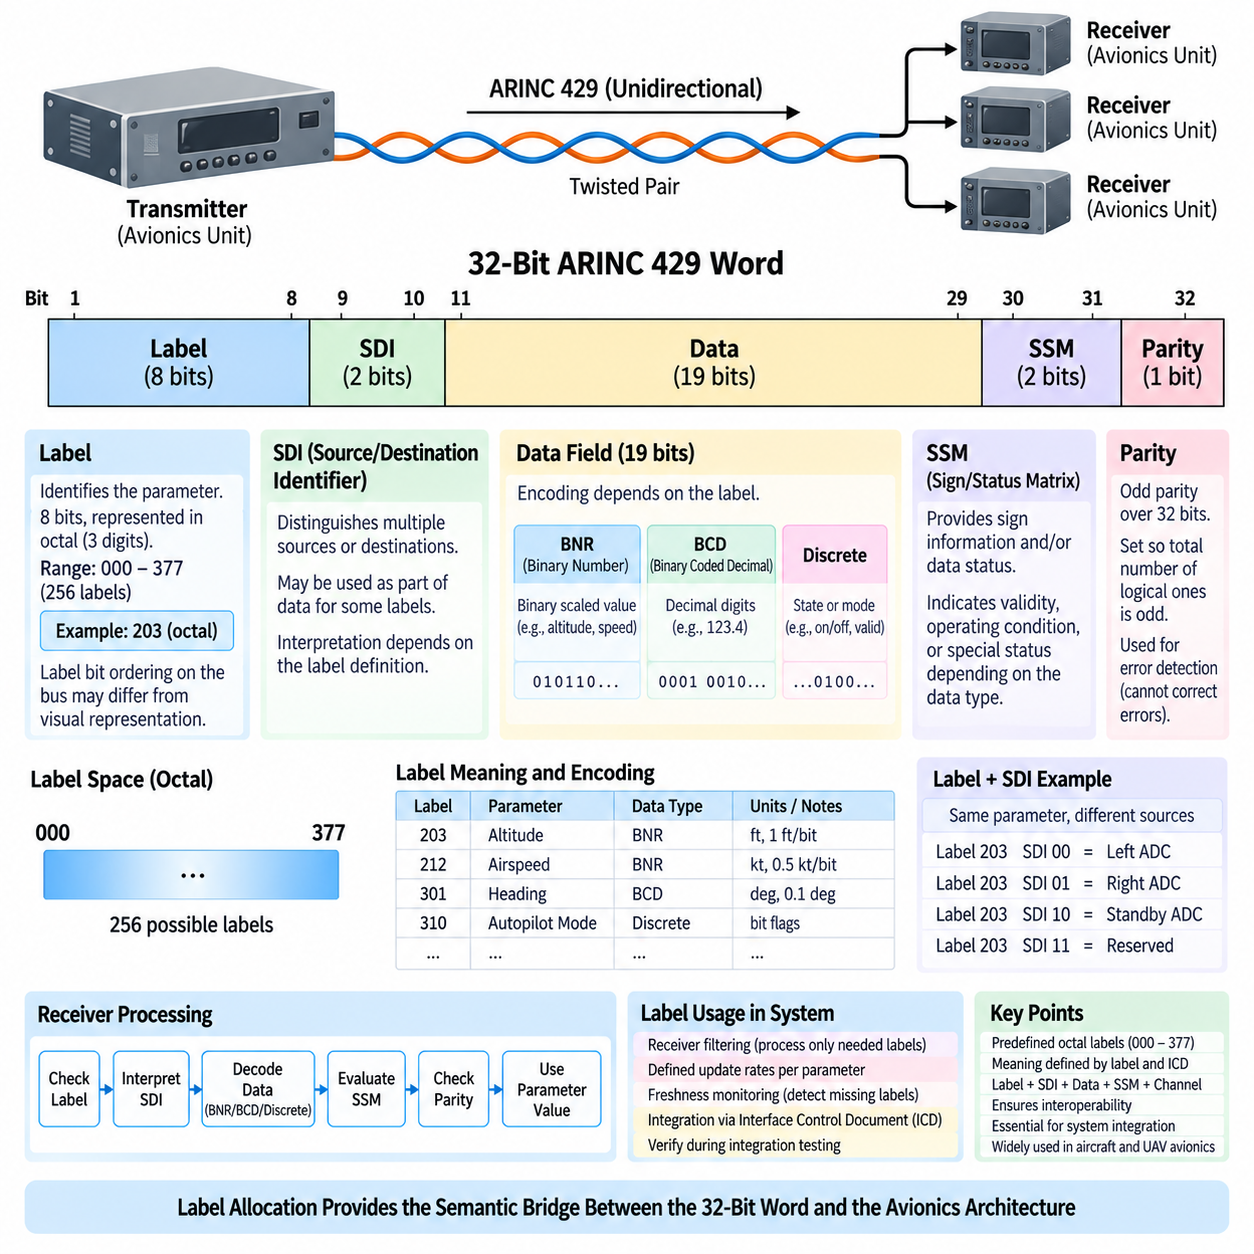 ARINC 429 (Unidirectional)
Twisted Pair
Transmitter
(Avionics Unit)
Receiver
(Avionics Unit)
Receiver
(Avionics Unit)
Receiver
(Avionics Unit)
32-Bit ARINC 429 Word
Bit 1 8 9 10 11 29 30 31 32
Label
(8 bits)
SDI
(2 bits)
Data
(19 bits)
SSM
(2 bits)
Parity
(1 bit)
Label
Identifies the parameter.
8 bits, represented in
octal (3 digits).
Range: 000 – 377
(256 labels)
Example: 203 (octal)
Label bit ordering on the
bus may differ from
visual representation.
SDI (Source/Destination
Identifier)
Distinguishes multiple
sources or destinations.
May be used as part of
data for some labels.
Interpretation depends on
the label definition.
Data Field (19 bits)
Encoding depends on the label.
BNR
(Binary Number)
Binary scaled value
(e.g., altitude, speed)
010110...
BCD
(Binary Coded Decimal)
Decimal digits
(e.g., 123.4)
0001 0010...
Discrete
State or mode
(e.g., on/off, valid)
...0100...
SSM
(Sign/Status Matrix)
Provides sign
information and/or
data status.
Indicates validity,
operating condition,
or special status
depending on the
data type.
Parity
Odd parity
over 32 bits.
Set so total
number of
logical ones
is odd.
Used for
error detection
(cannot correct
errors).
Label Space (Octal)
000 377
...
256 possible labels
Label Meaning and Encoding
Label Parameter Data Type Units / Notes
203 Altitude BNR ft, 1 ft/bit
212 Airspeed BNR kt, 0.5 kt/bit
301 Heading BCD deg, 0.1 deg
310 Autopilot Mode Discrete bit flags
... ... ... ...
Label + SDI Example
Same parameter, different sources
Label 203 SDI 00 = Left ADC
Label 203 SDI 01 = Right ADC
Label 203 SDI 10 = Standby ADC
Label 203 SDI 11 = Reserved
Receiver Processing
Check
Label
Interpret
SDI
Decode
Data
(BNR/BCD/Discrete)
Evaluate
SSM
Check
Parity
Use
Parameter
Value
Label Usage in System
Receiver filtering (process only needed labels)
Defined update rates per parameter
Freshness monitoring (detect missing labels)
Integration via Interface Control Document (ICD)
Verify during integration testing
Key Points
Predefined octal labels (000 – 377)
Meaning defined by label and ICD
Label + SDI + Data + SSM + Channel
Ensures interoperability
Essential for system integration
Widely used in aircraft and UAV avionics
Label Allocation Provides the Semantic Bridge Between the 32-Bit Word and the Avionics Architecture